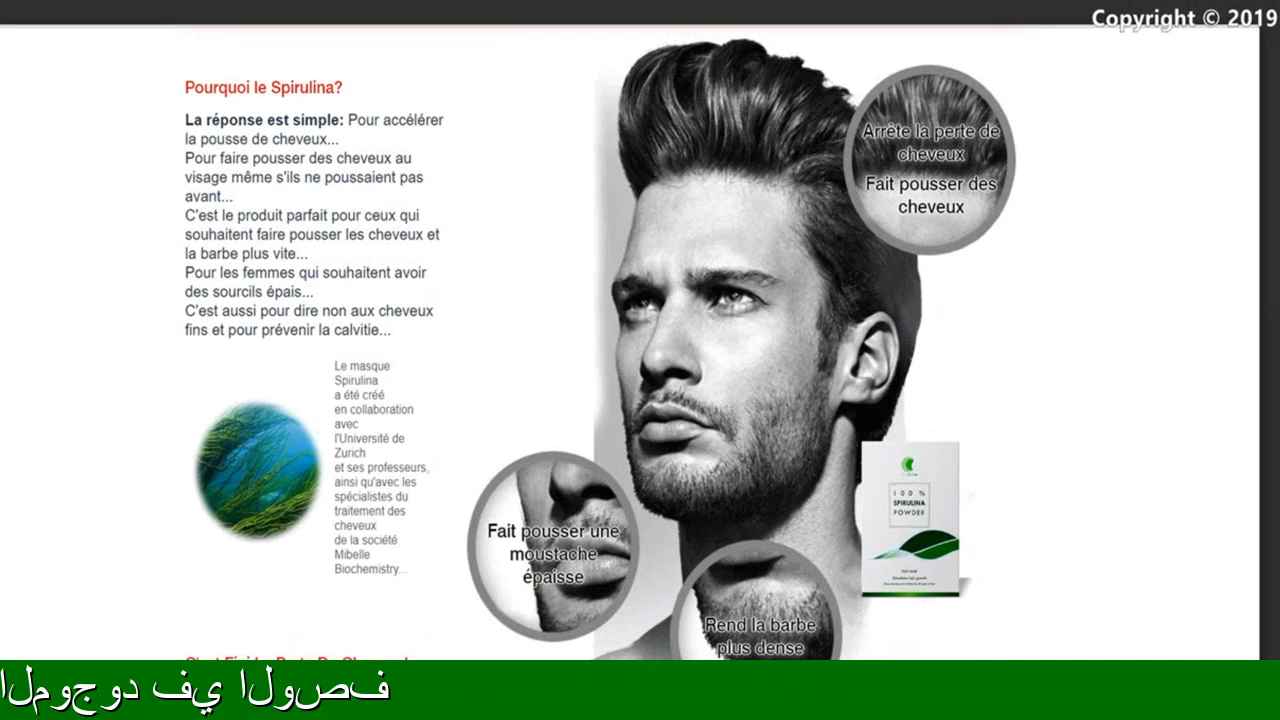 Copyright © 2019
Pourquoi le Spirulina?
La réponse est simple: Pour accélérer
la pousse de cheveux...
Pour faire pousser des cheveux au
visage même s'ils ne poussaient pas
avant...
C'est le produit parfait pour ceux qui
souhaitent faire pousser les cheveux et
la barbe plus vite...
Pour les femmes qui souhaitent avoir
des sourcils épais...
C'est aussi pour dire non aux cheveux
fins et pour prévenir la calvitie...
Le masque
Spirulina
a été créé
en collaboration
avec
l'Université de
Zurich
et ses professeurs,
ainsi qu'avec les
spécialistes du
traitement des
cheveux
de la société
Mibelle
Biochemistry...
Arrête la perte de
cheveux
Fait pousser des
cheveux
Fait pousser une
moustache
épaisse
Rend la barbe
plus dense
100%
SPIRULINA
POWDER
الموجود في الوصف